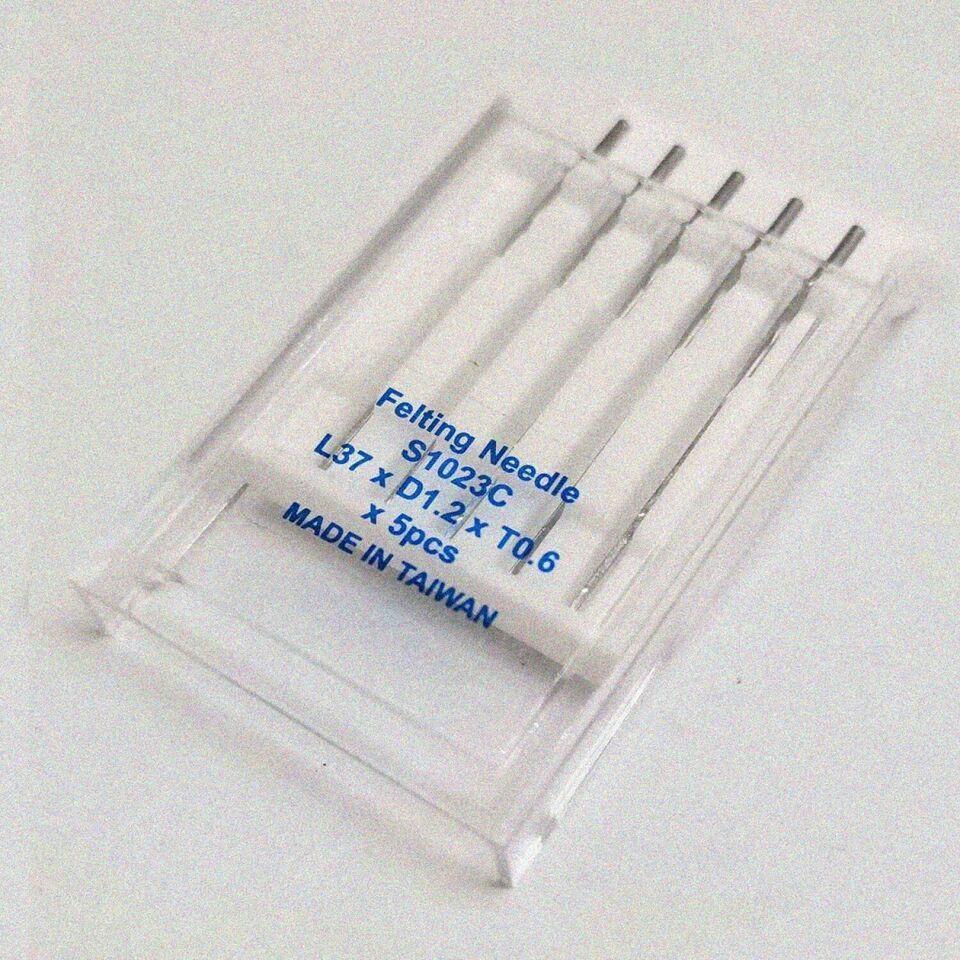 Felting Needle
S1023C
L37 x D1.2 x T0.6
x 5pcs
MADE IN TAIWAN